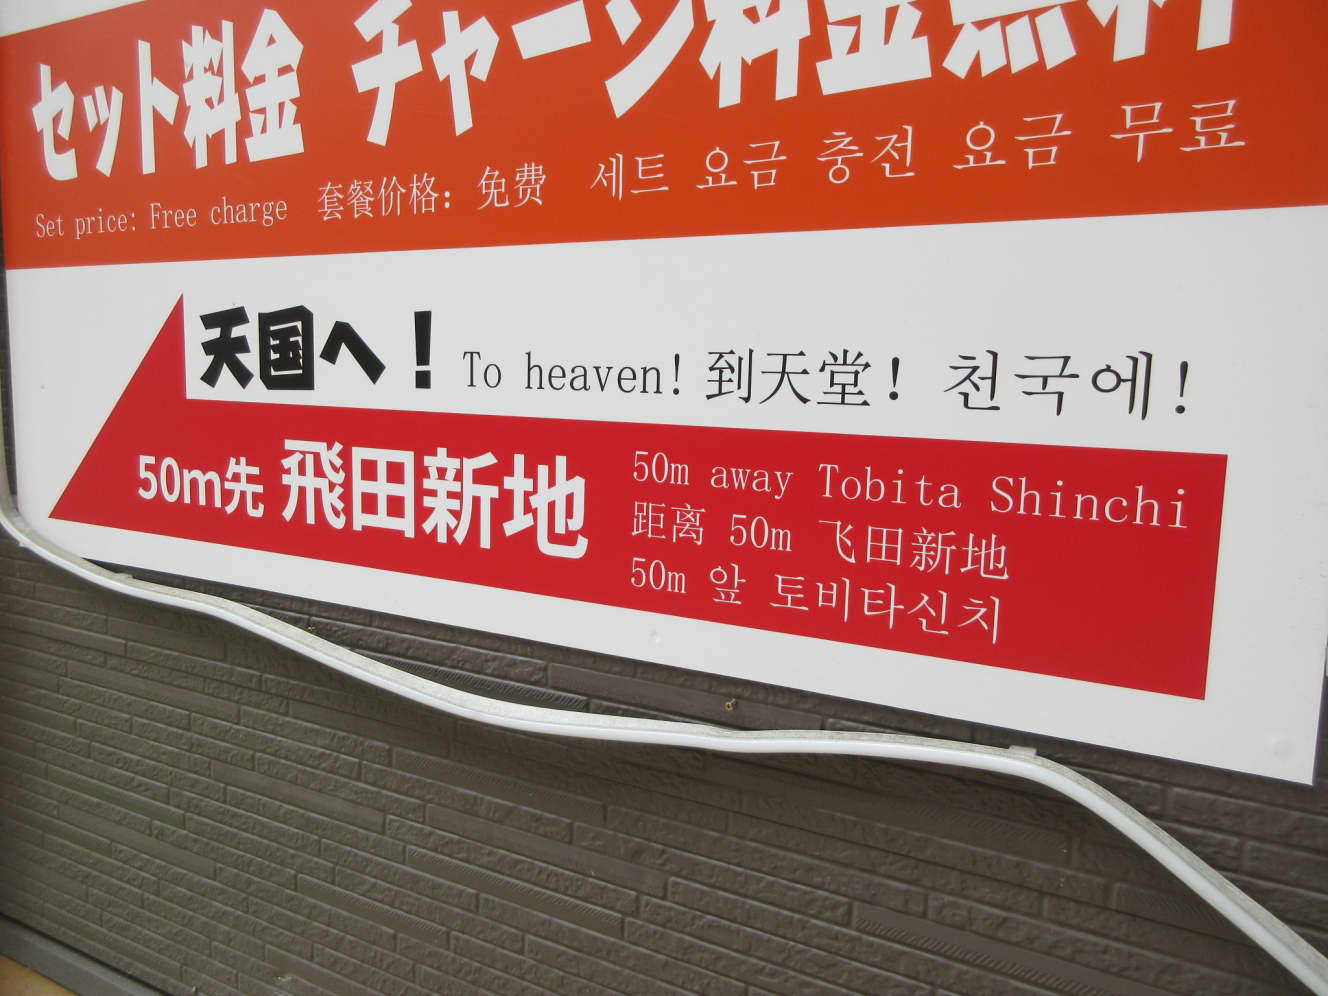 セット料金 チャージ料金無料
Set price: Free charge 套餐价格：免费 세트 요금 충전 요금 무료
天国へ！ To heaven! 到天堂！ 천국에!
50m先 飛田新地
50m away Tobita Shinchi
距离 50m 飞田新地
50m 앞 토비타신치